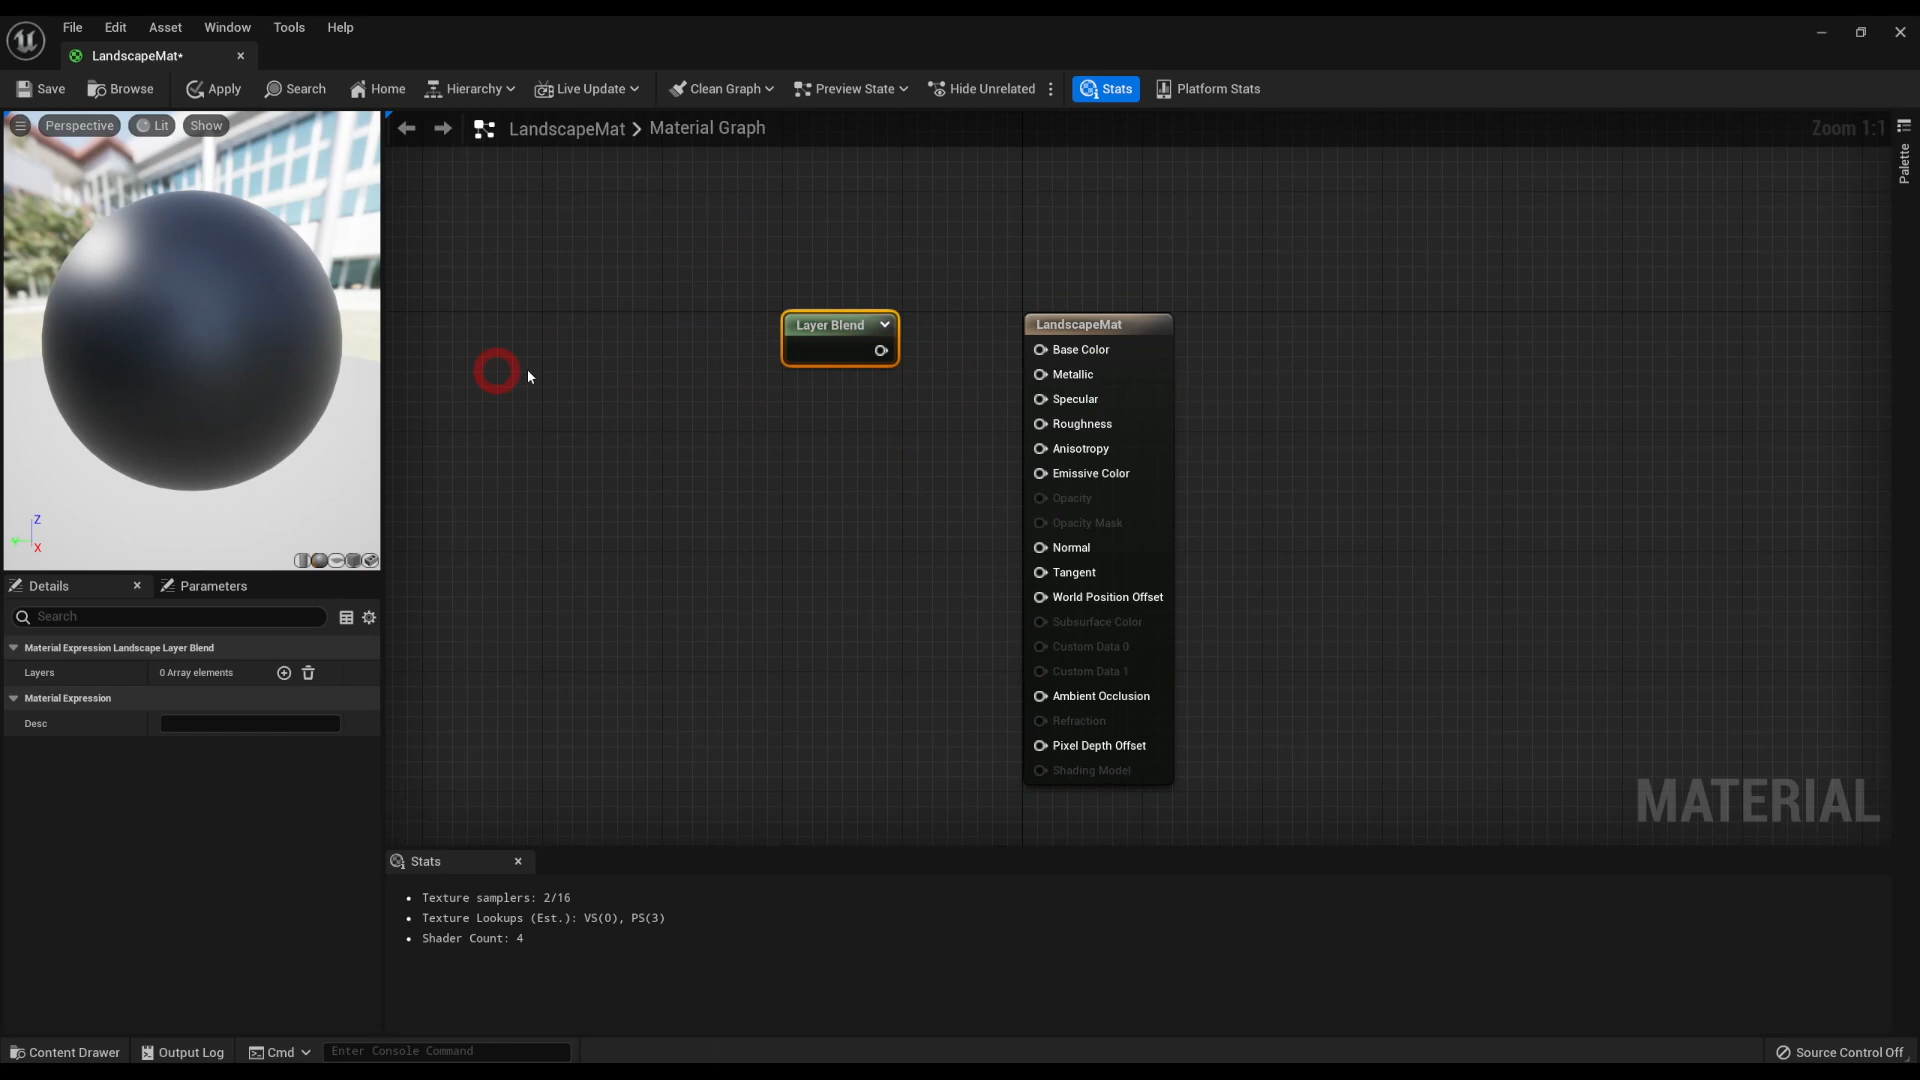 File Edit Asset Window Tools Help
LandscapeMat•
Save Browse Apply Search Home Hierarchy Live Update Clean Graph Preview State Hide Unrelated Stats Platform Stats
Perspective Lit Show
LandscapeMat > Material Graph
Zoom 1:1
Palette
Layer Blend
LandscapeMat
Base Color
Metallic
Specular
Roughness
Anisotropy
Emissive Color
Opacity
Opacity Mask
Normal
Tangent
World Position Offset
Subsurface Color
Custom Data 0
Custom Data 1
Ambient Occlusion
Refraction
Pixel Depth Offset
Shading Model
MATERIAL
Z
Y
X
Details Parameters
Search
Material Expression Landscape Layer Blend
Layers 0 Array elements
Material Expression
Desc
Stats
• Texture samplers: 2/16
• Texture Lookups (Est.): VS(0), PS(3)
• Shader Count: 4
Content Drawer Output Log Cmd Enter Console Command Source Control Off